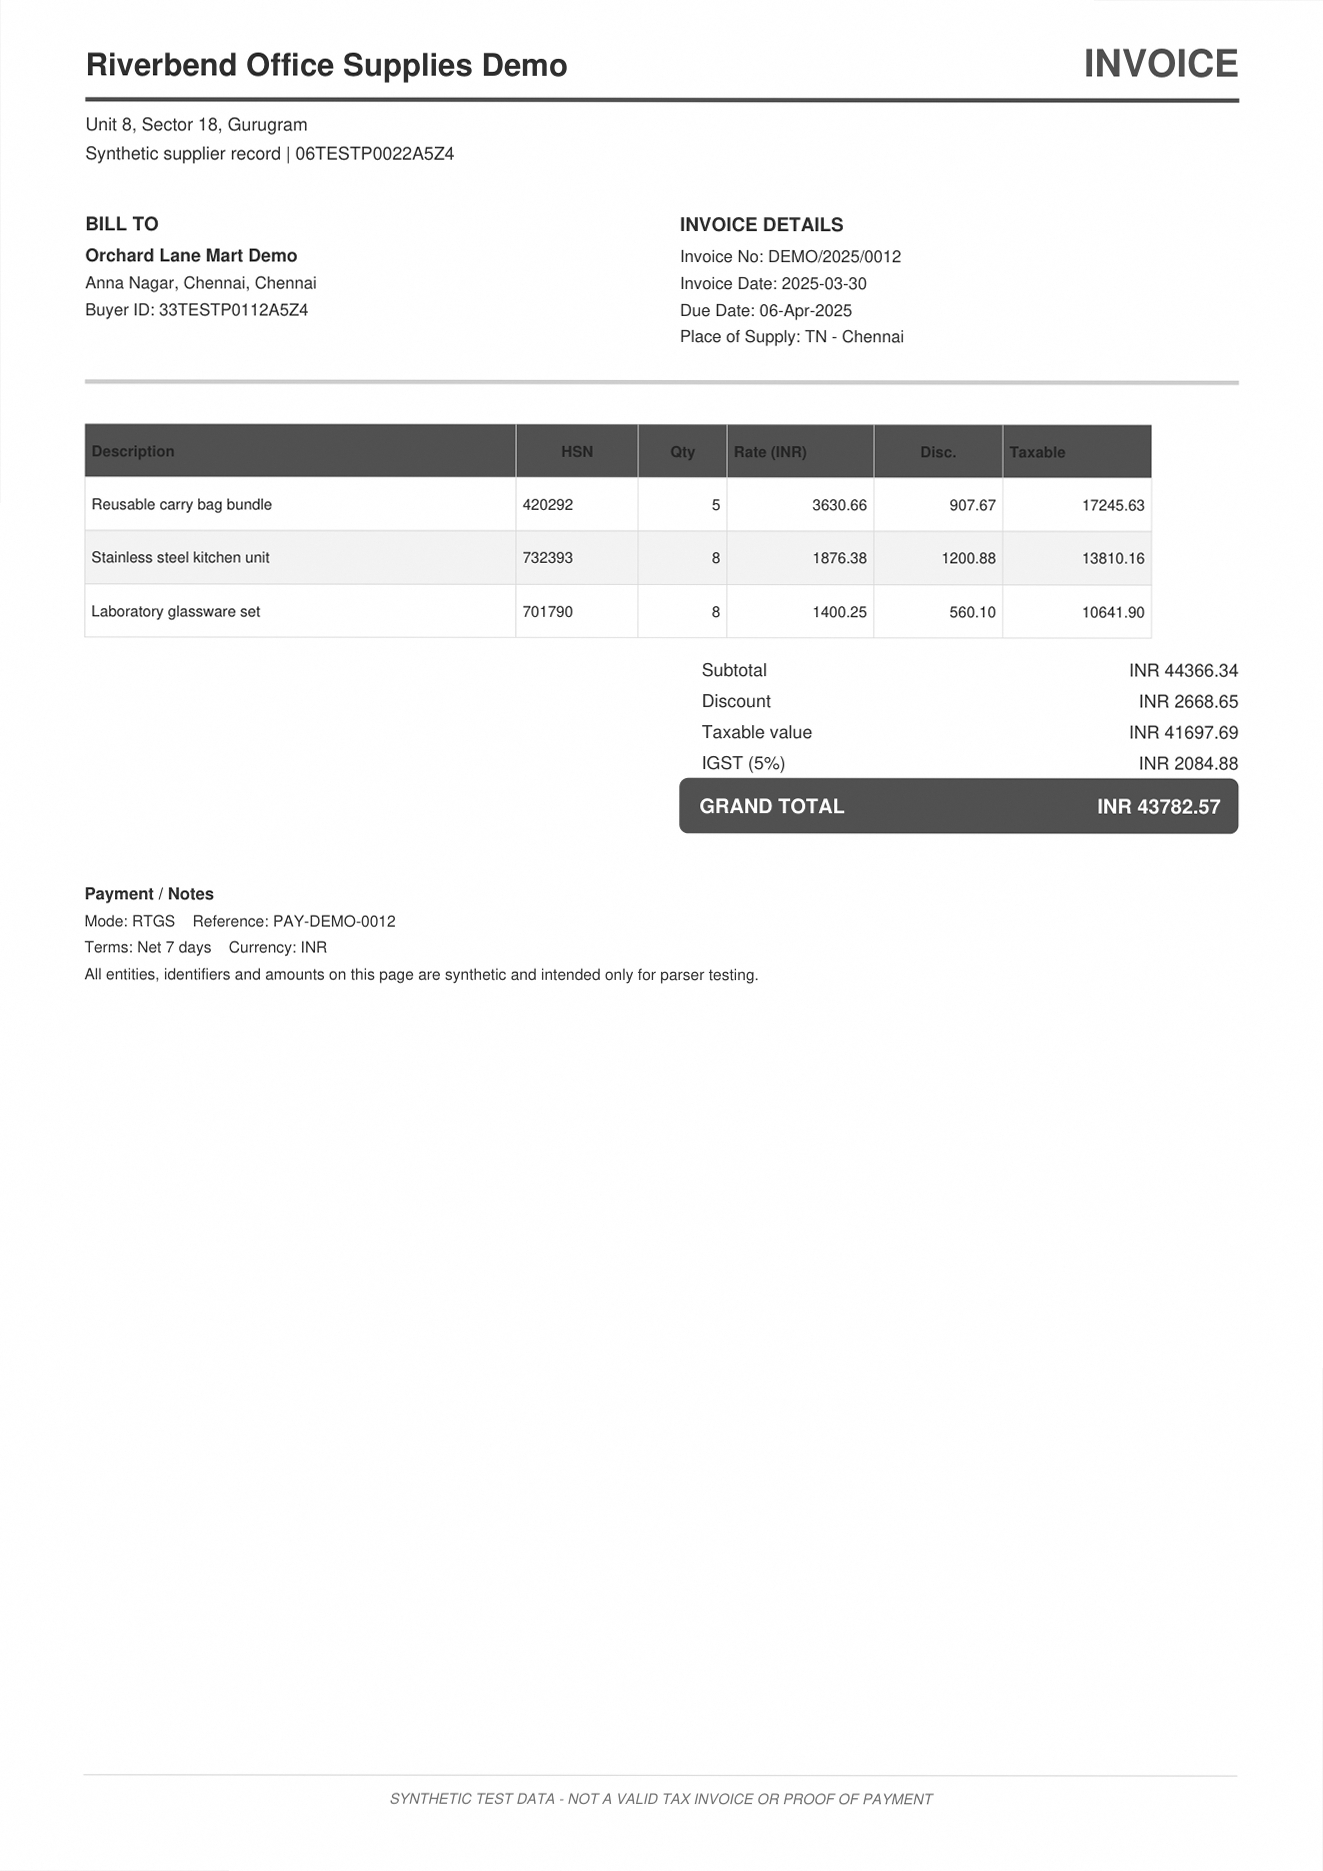 Riverbend Office Supplies Demo INVOICE
Unit 8, Sector 18, Gurugram
Synthetic supplier record | 06TESTP0022A5Z4
BILL TO
Orchard Lane Mart Demo
Anna Nagar, Chennai, Chennai
Buyer ID: 33TESTP0112A5Z4
INVOICE DETAILS
Invoice No: DEMO/2025/0012
Invoice Date: 2025-03-30
Due Date: 06-Apr-2025
Place of Supply: TN - Chennai
Description HSN Qty Rate (INR) Disc. Taxable
Reusable carry bag bundle 420292 5 3630.66 907.67 17245.63
Stainless steel kitchen unit 732393 8 1876.38 1200.88 13810.16
Laboratory glassware set 701790 8 1400.25 560.10 10641.90
Subtotal INR 44366.34
Discount INR 2668.65
Taxable value INR 41697.69
IGST (5%) INR 2084.88
GRAND TOTAL INR 43782.57
Payment / Notes
Mode: RTGS Reference: PAY-DEMO-0012
Terms: Net 7 days Currency: INR
All entities, identifiers and amounts on this page are synthetic and intended only for parser testing.
SYNTHETIC TEST DATA - NOT A VALID TAX INVOICE OR PROOF OF PAYMENT